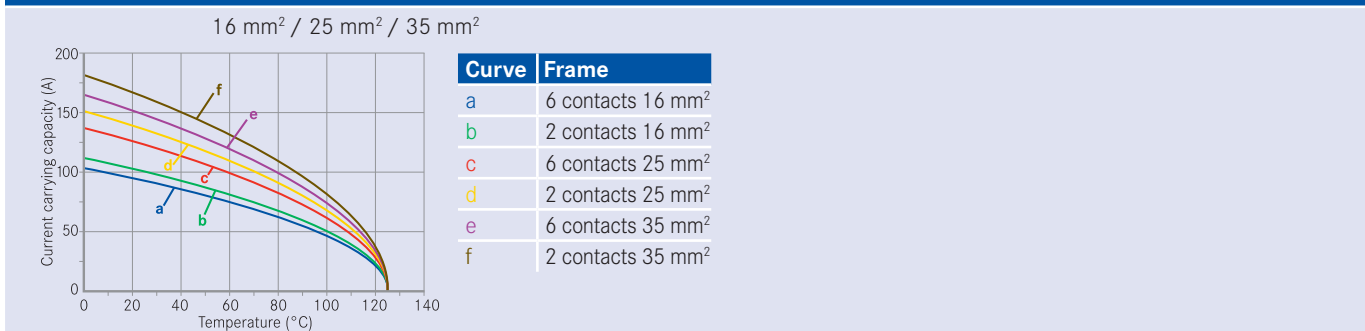 16 mm² / 25 mm² / 35 mm²
Current carrying capacity (A)
200
150
100
50
0
0 20 40 60 80 100 120 140
Temperature (°C)
f
e
d
c
a
b
Curve Frame
a 6 contacts 16 mm²
b 2 contacts 16 mm²
c 6 contacts 25 mm²
d 2 contacts 25 mm²
e 6 contacts 35 mm²
f 2 contacts 35 mm²